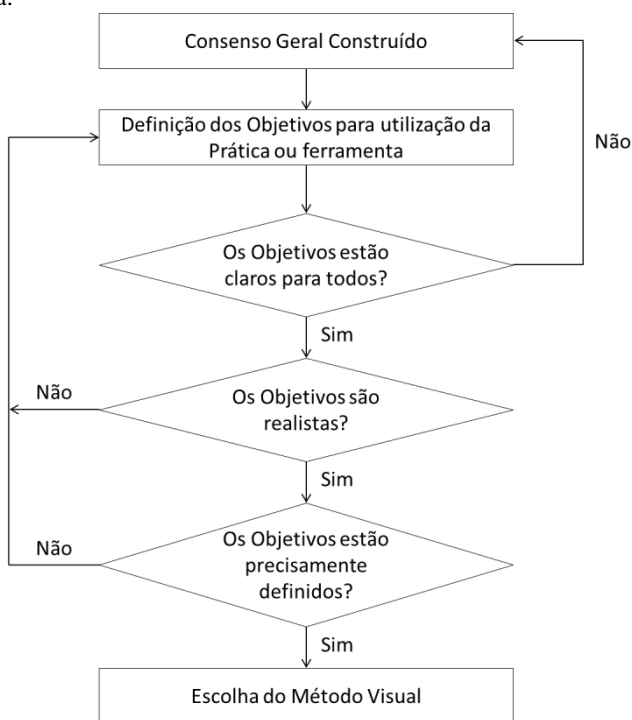 Consenso Geral Construído
Definição dos Objetivos para utilização da
Prática ou ferramenta
Não
Os Objetivos estão
claros para todos?
Sim
Não
Os Objetivos são
realistas?
Sim
Não
Os Objetivos estão
precisamente
definidos?
Sim
Escolha do Método Visual